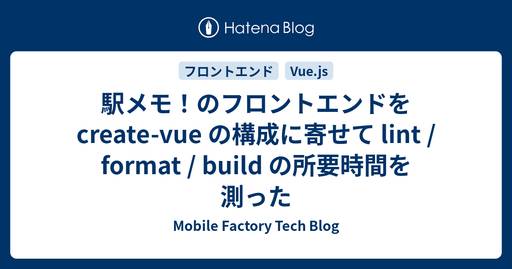 Hatena Blog
フロントエンド Vue.js
駅メモ！のフロントエンドを
create-vue の構成に寄せて lint /
format / build の所要時間を
測った
Mobile Factory Tech Blog